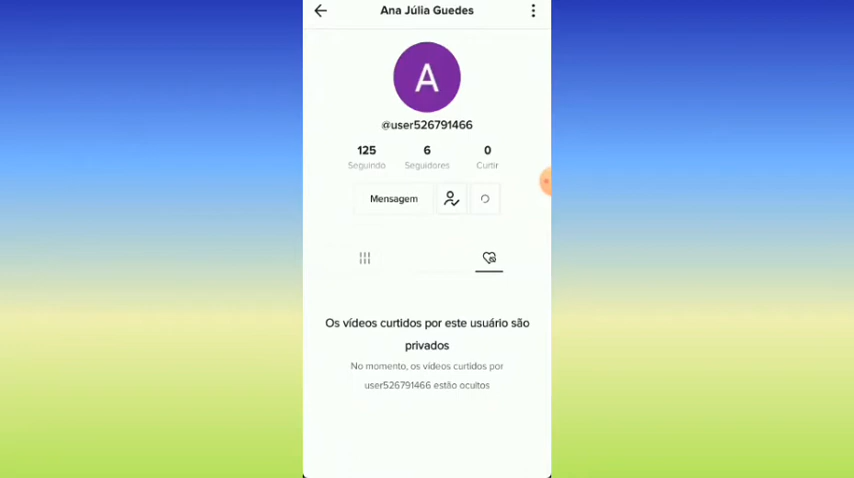 Ana Júlia Guedes
A
@user526791466
125 6 0
Seguindo Seguidores Curtir
Mensagem
Os vídeos curtidos por este usuário são
privados
No momento, os vídeos curtidos por
user526791466 estão ocultos